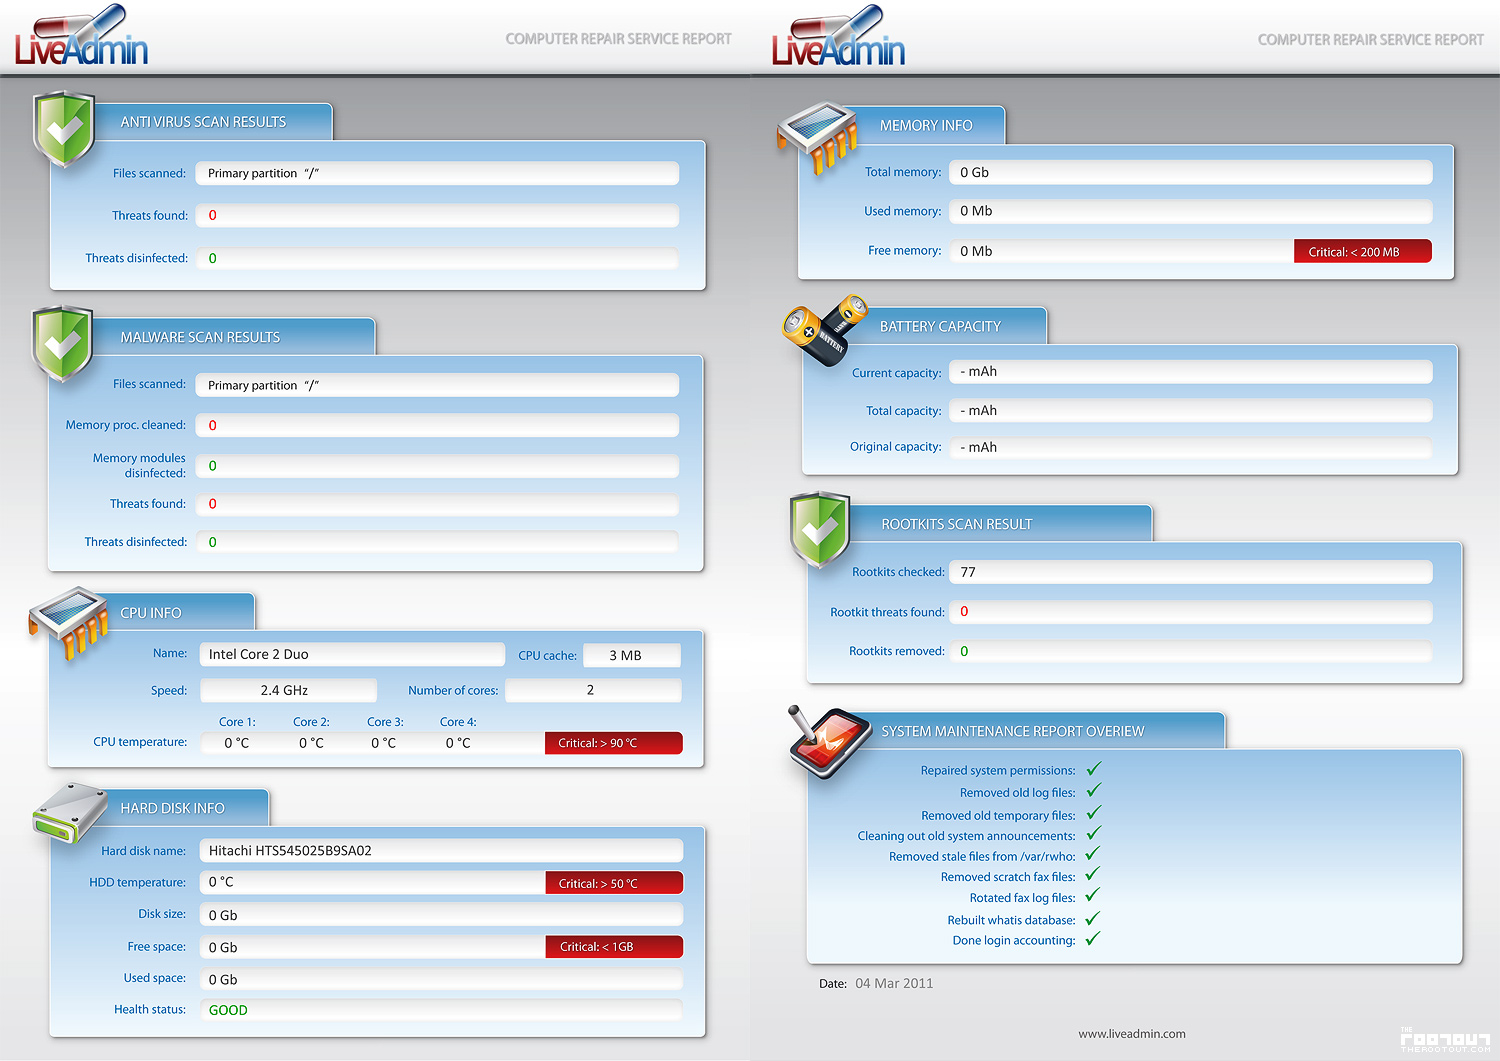 LiveAdmin
COMPUTER REPAIR SERVICE REPORT
ANTI VIRUS SCAN RESULTS
Files scanned: Primary partition "/"
Threats found: 0
Threats disinfected: 0
MALWARE SCAN RESULTS
Files scanned: Primary partition "/"
Memory proc. cleaned: 0
Memory modules
disinfected: 0
Threats found: 0
Threats disinfected: 0
CPU INFO
Name: Intel Core 2 Duo CPU cache: 3 MB
Speed: 2.4 GHz Number of cores: 2
Core 1: Core 2: Core 3: Core 4:
CPU temperature: 0 °C 0 °C 0 °C 0 °C Critical: > 90 °C
HARD DISK INFO
Hard disk name: Hitachi HTS545025B9SA02
HDD temperature: 0 °C Critical: > 50 °C
Disk size: 0 Gb
Free space: 0 Gb Critical: < 1GB
Used space: 0 Gb
Health status: GOOD
LiveAdmin
COMPUTER REPAIR SERVICE REPORT
MEMORY INFO
Total memory: 0 Gb
Used memory: 0 Mb
Free memory: 0 Mb Critical: < 200 MB
BATTERY
BATTERY CAPACITY
Current capacity: - mAh
Total capacity: - mAh
Original capacity: - mAh
ROOTKITS SCAN RESULT
Rootkits checked: 77
Rootkit threats found: 0
Rootkits removed: 0
SYSTEM MAINTENANCE REPORT OVERIEW
Repaired system permissions: ✓
Removed old log files: ✓
Removed old temporary files: ✓
Cleaning out old system announcements: ✓
Removed stale files from /var/rwho: ✓
Removed scratch fax files: ✓
Rotated fax log files: ✓
Rebuilt whatis database: ✓
Done login accounting: ✓
Date: 04 Mar 2011
www.liveadmin.com
THE
ROOTOUT
THEROOTOUT.COM